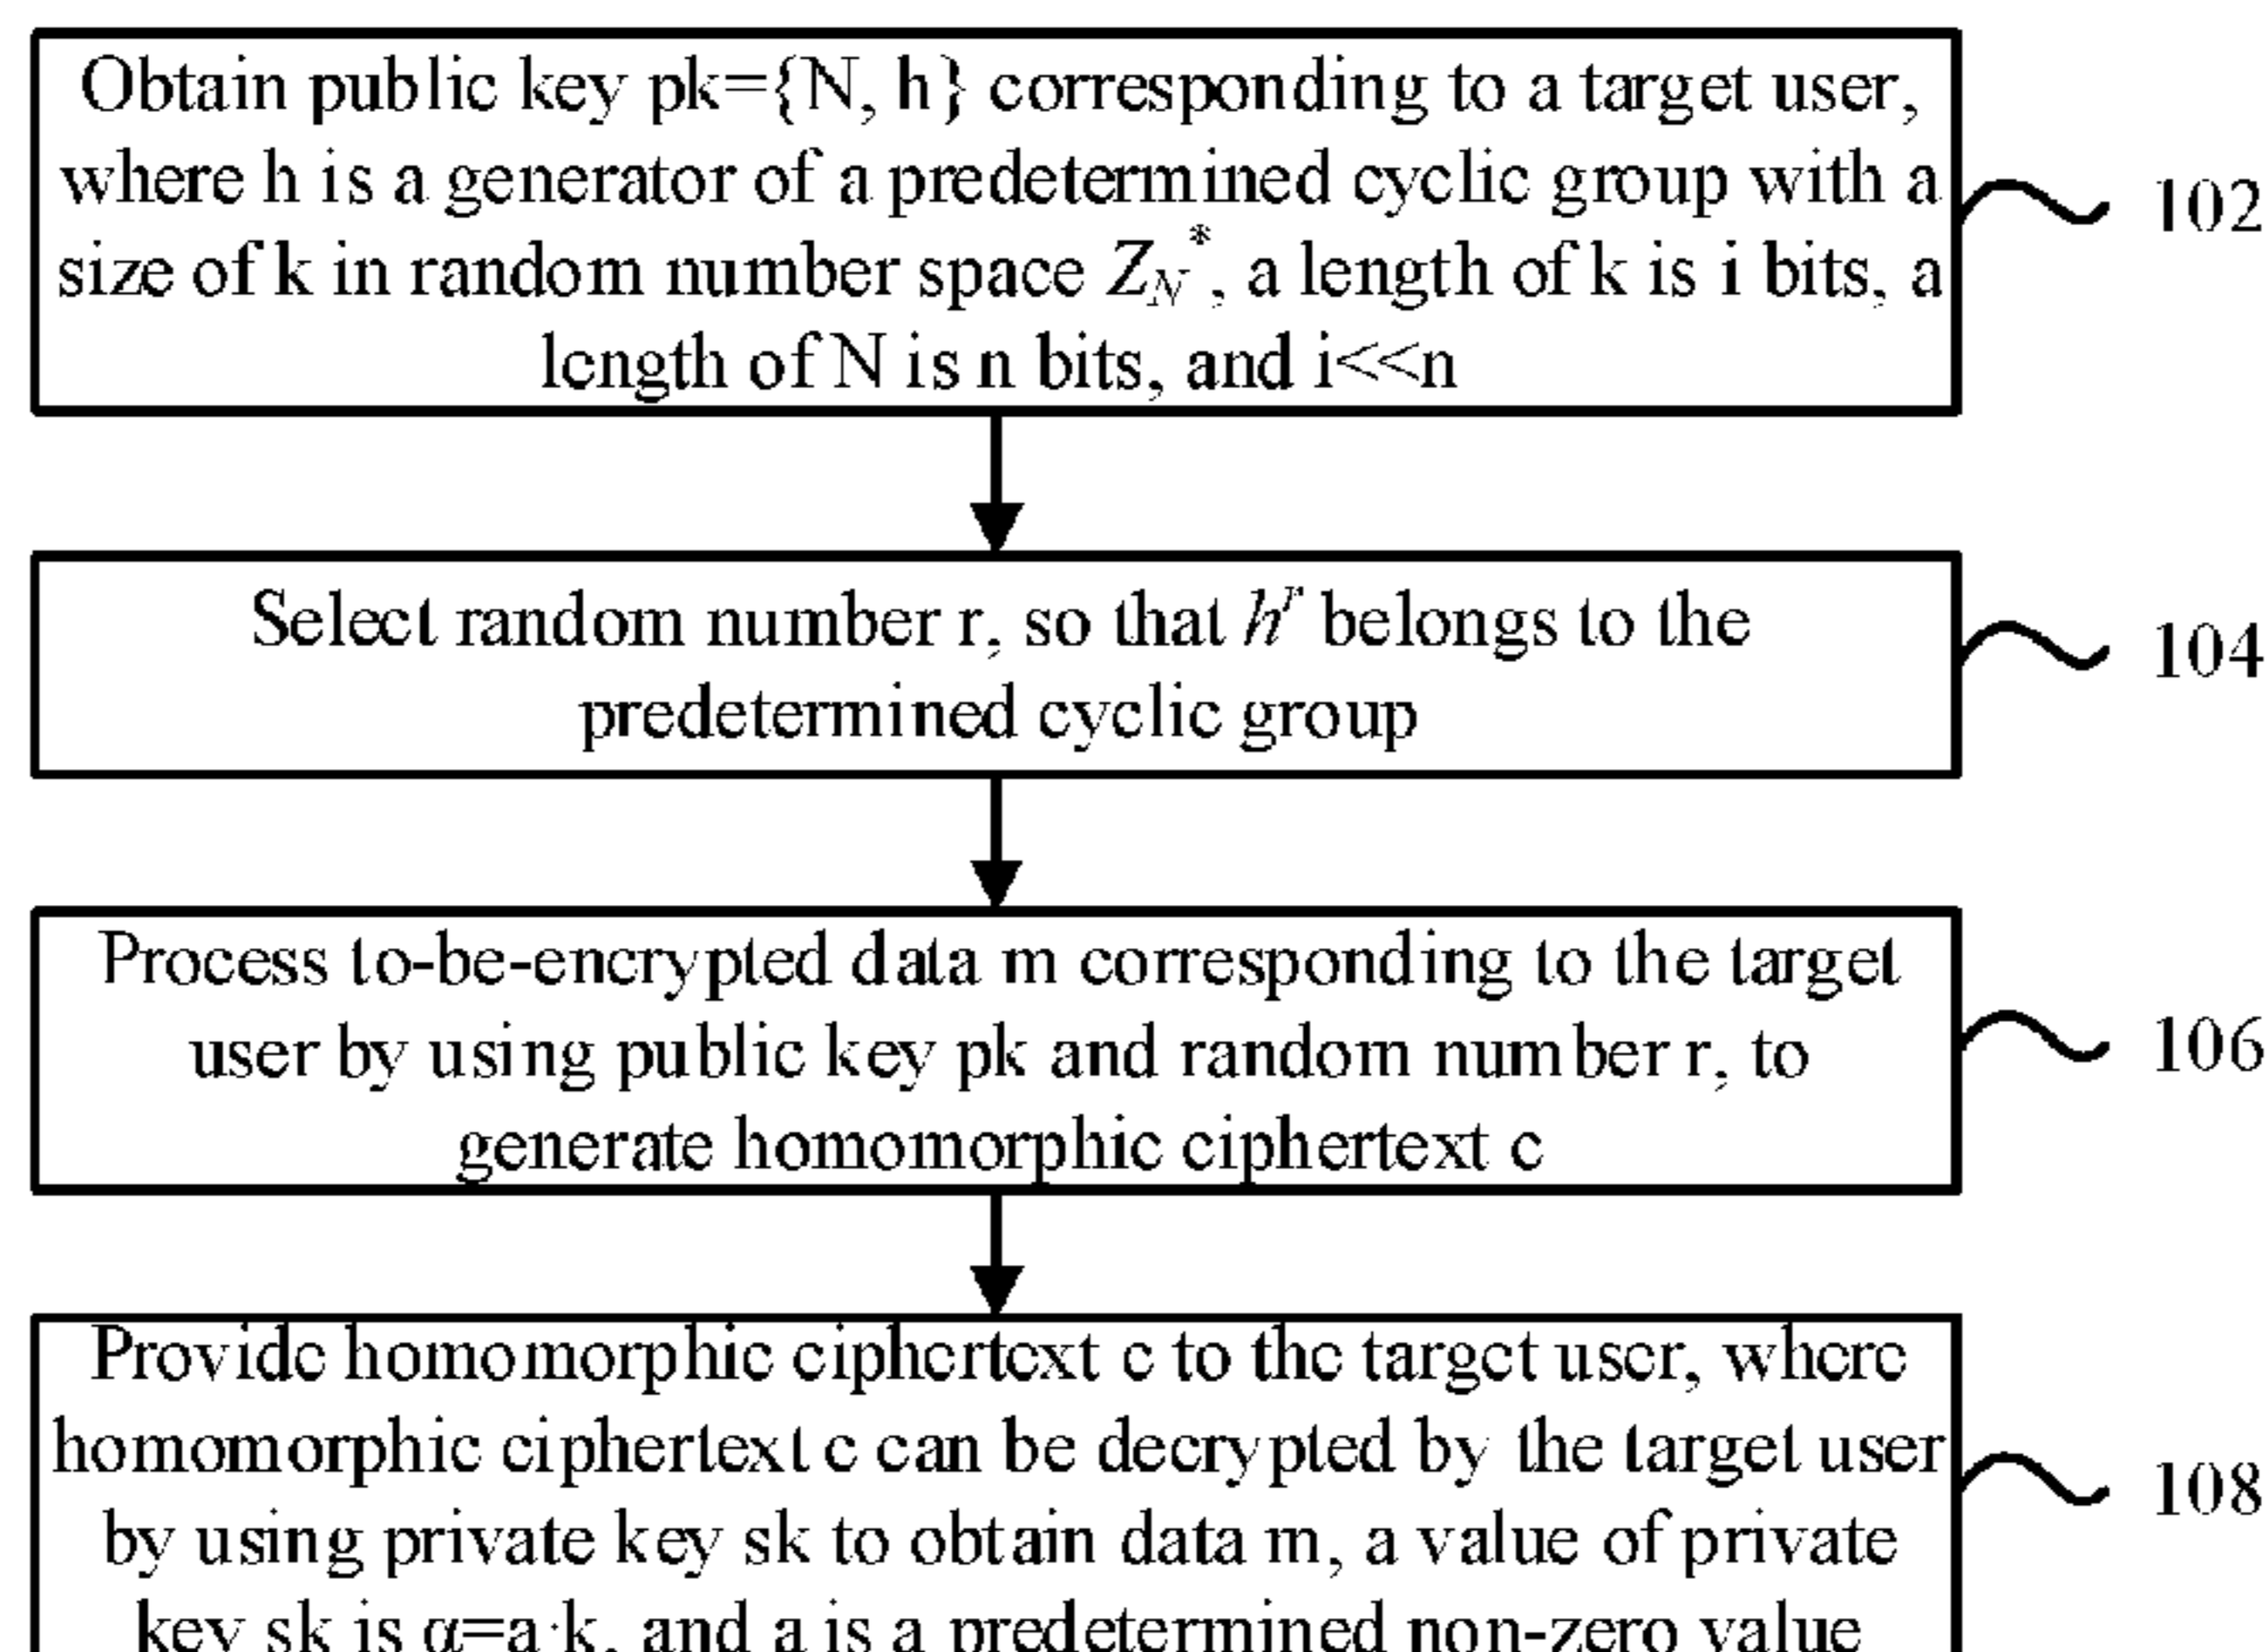 Obtain public key pk={N, h} corresponding to a target user,
where h is a generator of a predetermined cyclic group with a
size of k in random number space Z_N^*, a length of k is i bits, a
length of N is n bits, and i<<n
102
Select random number r, so that h^r belongs to the
predetermined cyclic group
104
Process to-be-encrypted data m corresponding to the target
user by using public key pk and random number r, to
generate homomorphic ciphertext c
106
Provide homomorphic ciphertext c to the target user, where
homomorphic ciphertext c can be decrypted by the target user
by using private key sk to obtain data m, a value of private
key sk is α=a·k, and a is a predetermined non-zero value
108